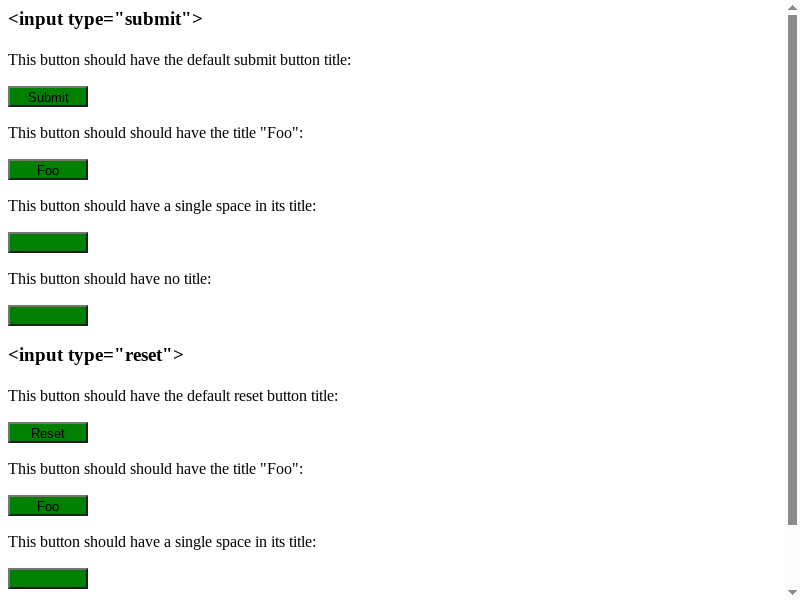 <input type="submit">
This button should have the default submit button title:
Submit
This button should should have the title "Foo":
Foo
This button should have a single space in its title:
This button should have no title:
<input type="reset">
This button should have the default reset button title:
Reset
This button should should have the title "Foo":
Foo
This button should have a single space in its title: